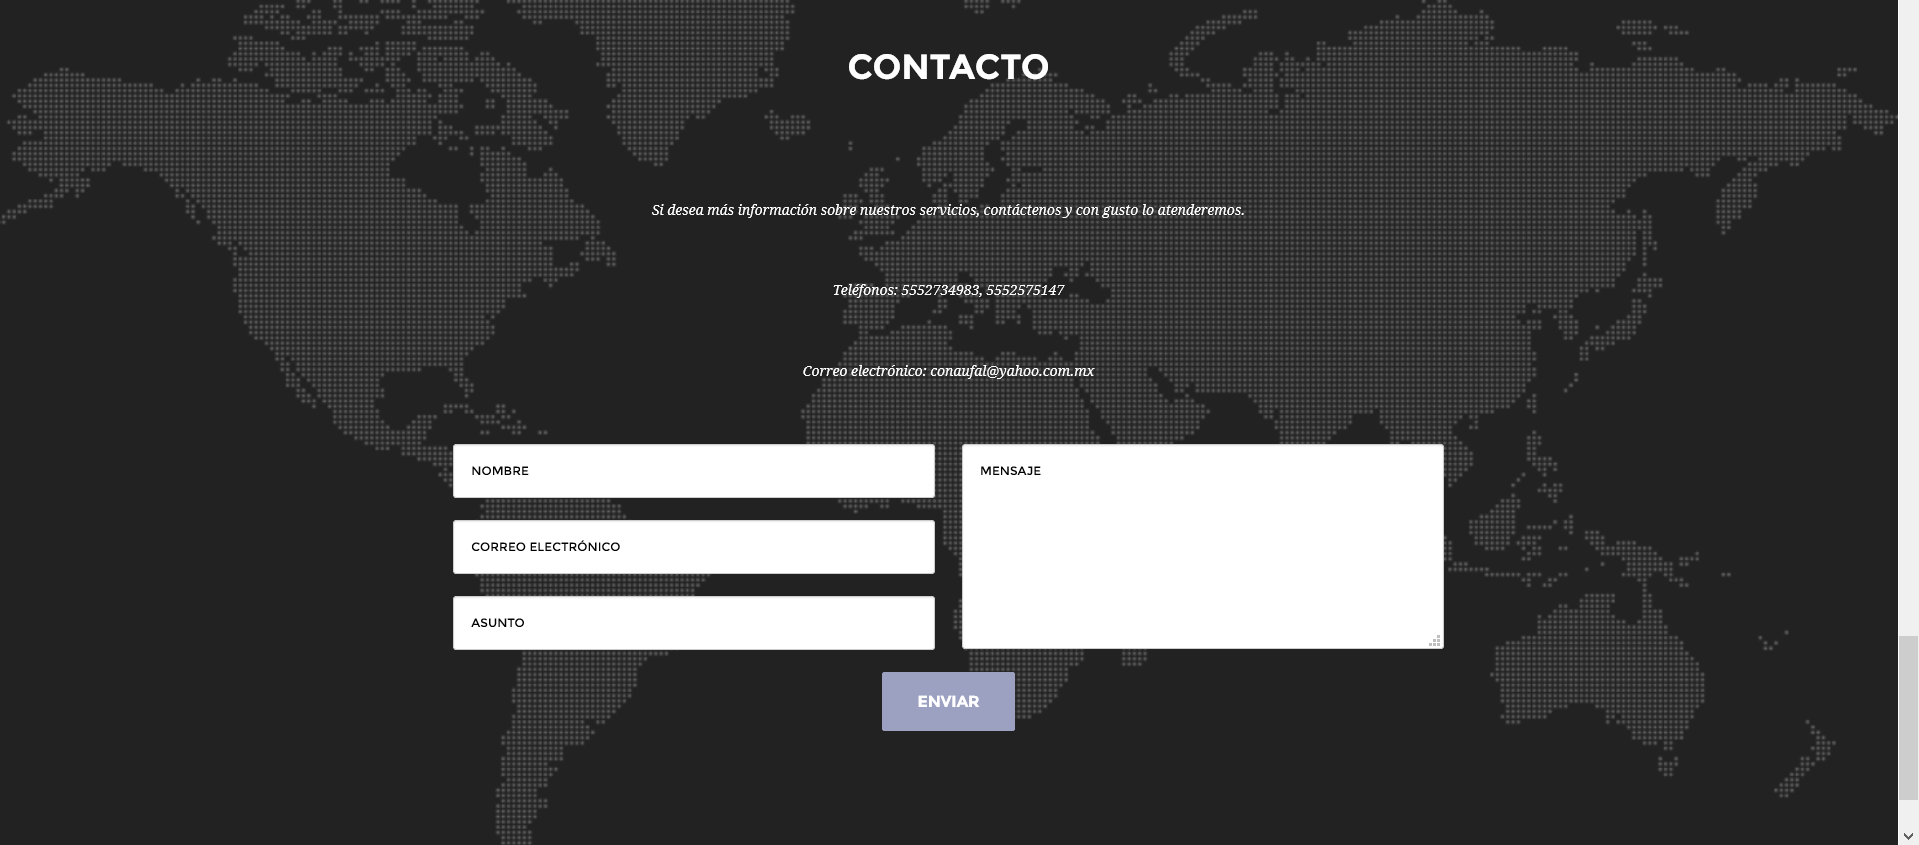 CONTACTO
Si desea más información sobre nuestros servicios, contáctenos y con gusto lo atenderemos.
Teléfonos: 5552734983, 5552575147
Correo electrónico: conaufal@yahoo.com.mx
NOMBRE
CORREO ELECTRÓNICO
ASUNTO
MENSAJE
ENVIAR